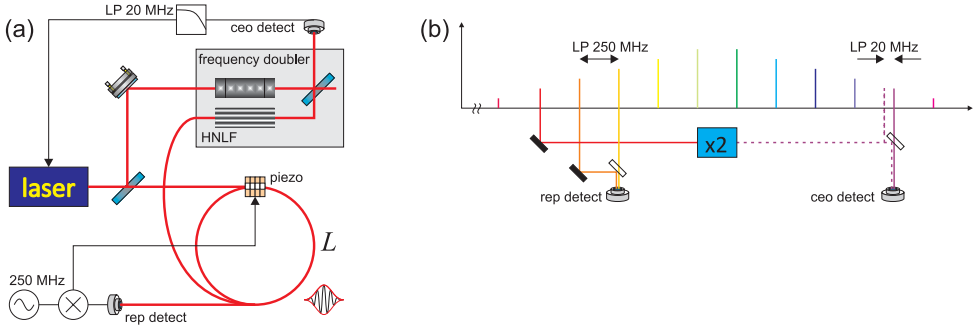 (a)
LP 20 MHz
ceo detect
frequency doubler
HNLF
laser
piezo
L
250 MHz
rep detect
(b)
LP 250 MHz
LP 20 MHz
x2
rep detect
ceo detect